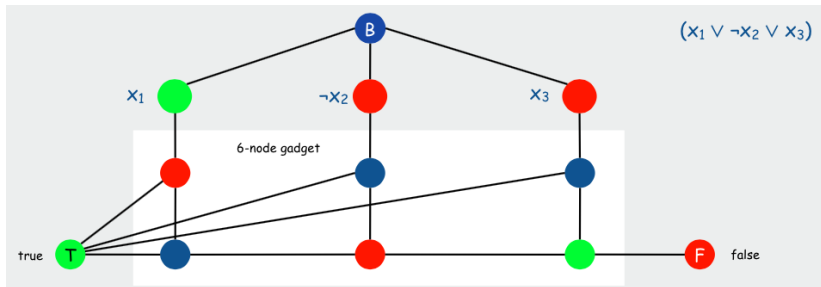 B
(x₁ ∨ ¬x₂ ∨ x₃)
x₁
¬x₂
x₃
6-node gadget
true
T
F
false